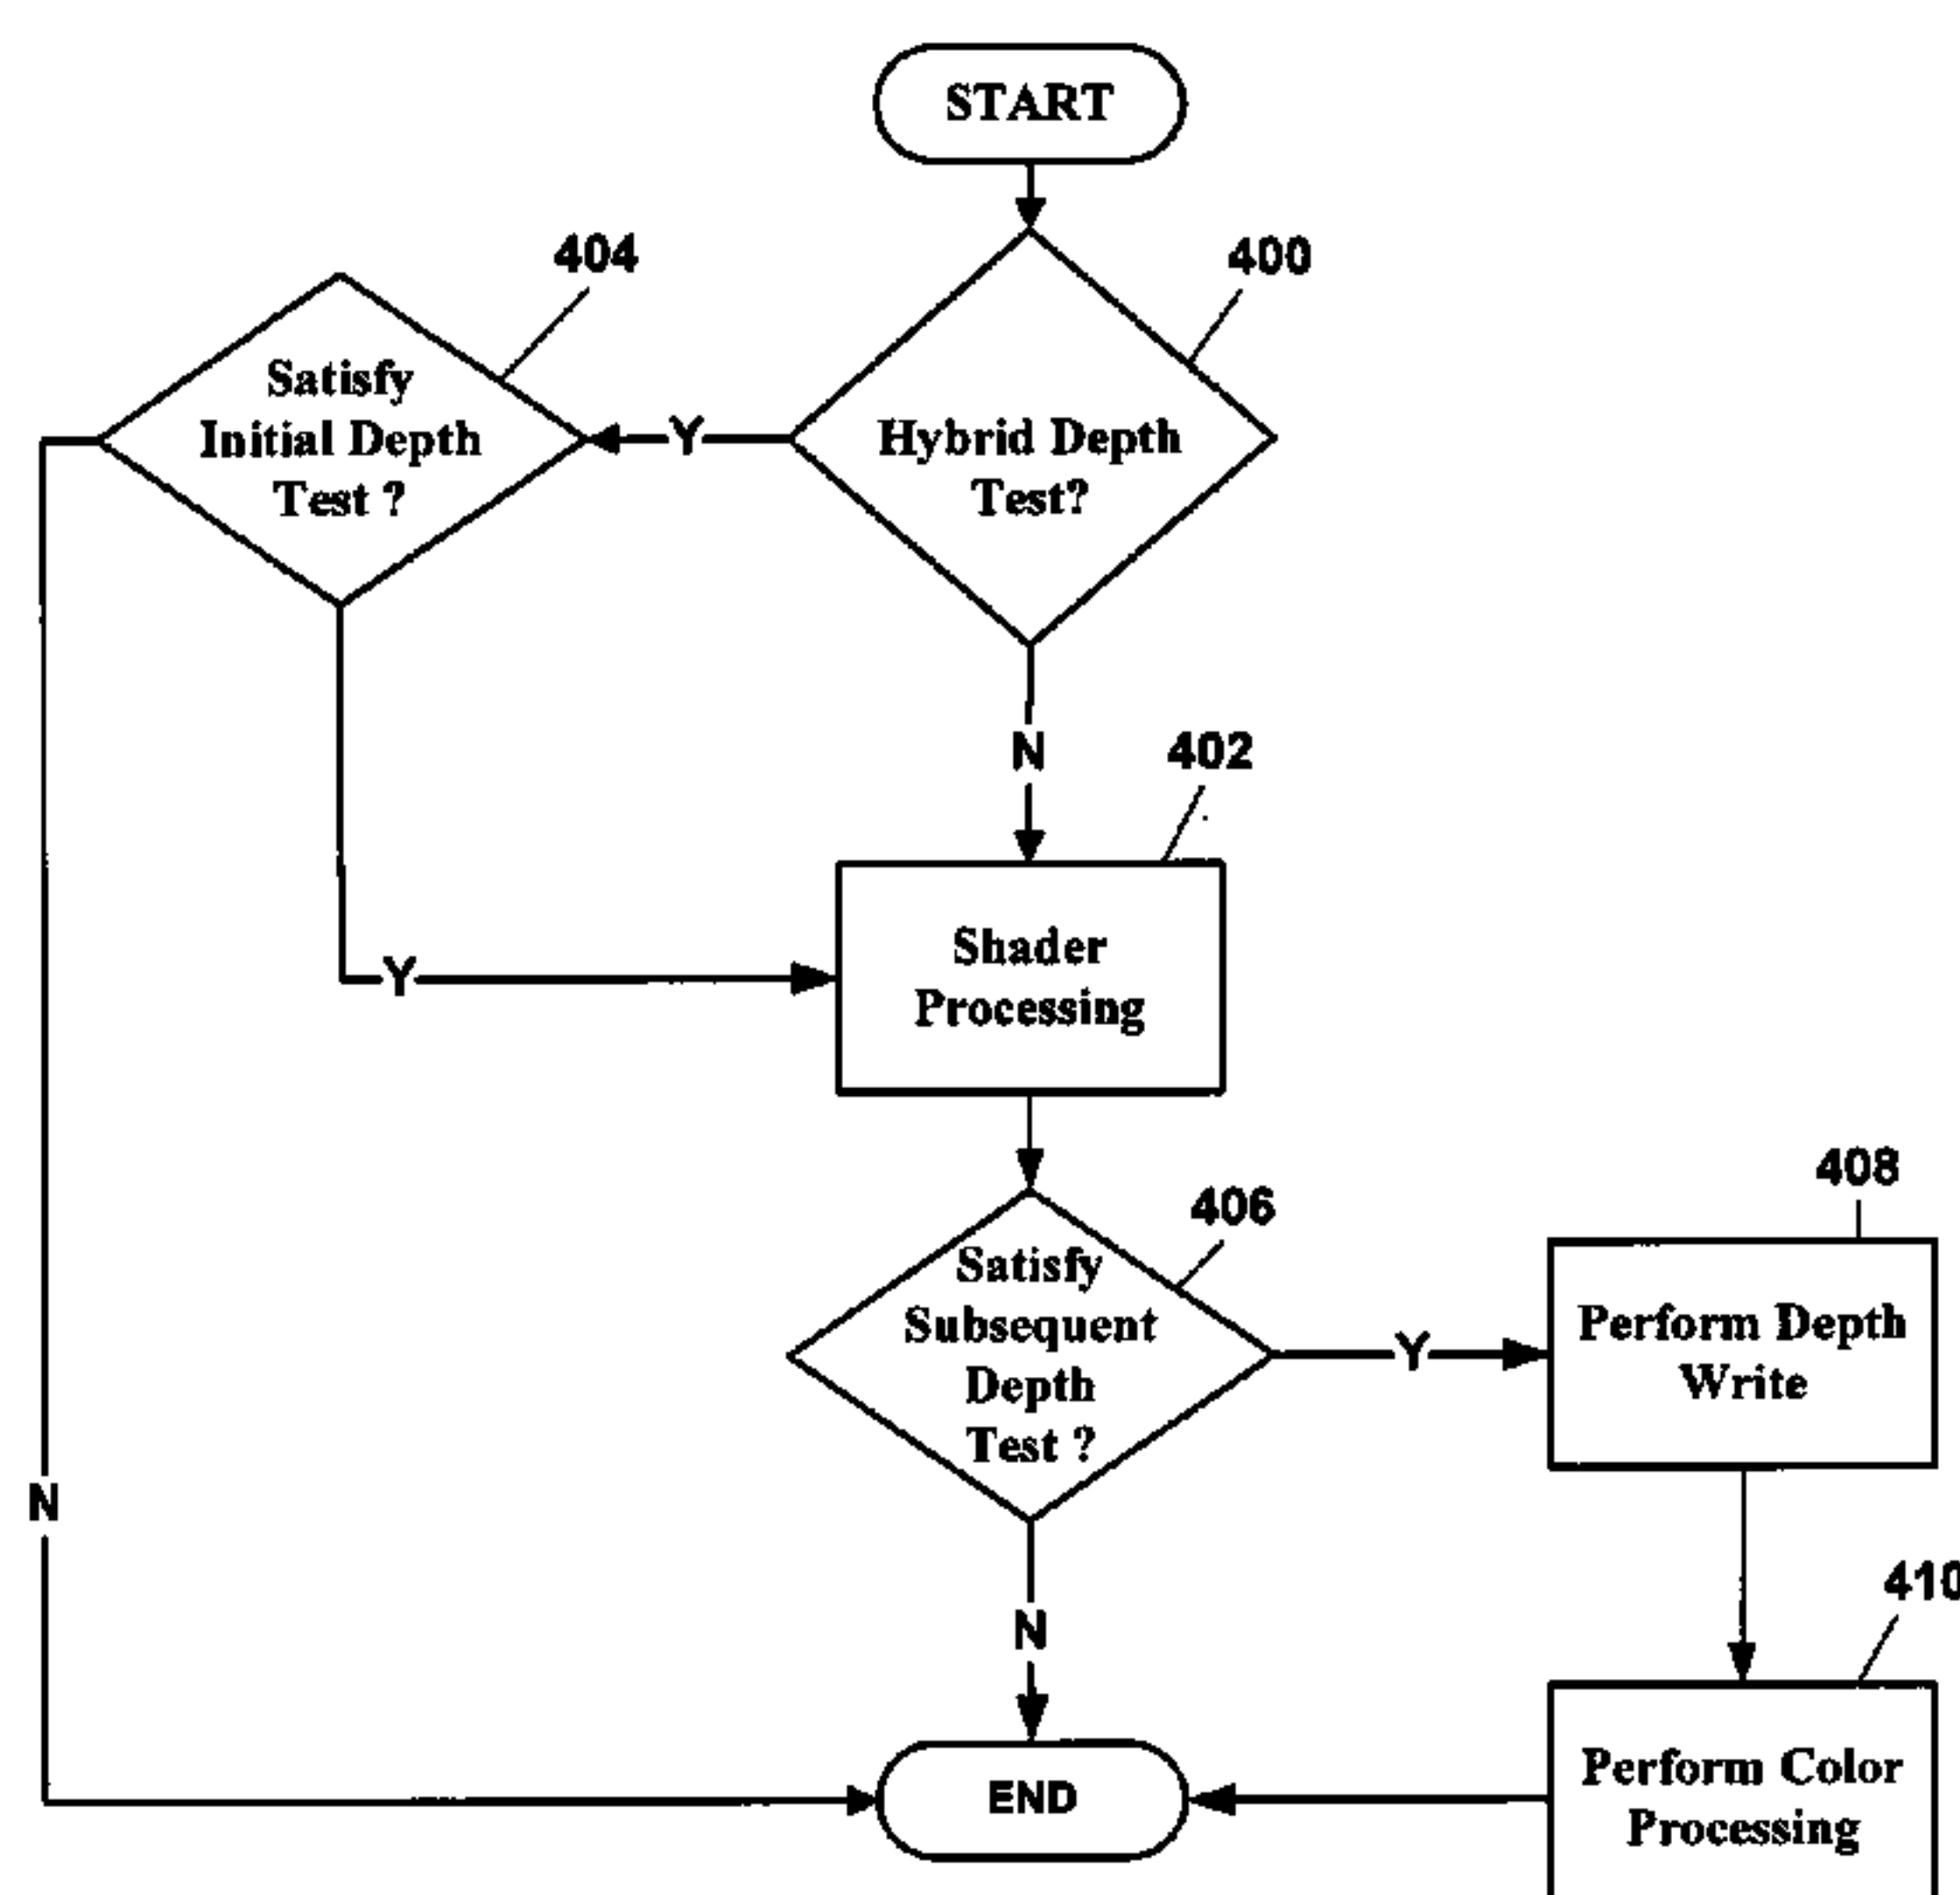 START
404
400
Satisfy
Initial Depth
Test ?
Y
Hybrid Depth
Test?
N
402
Shader
Processing
Y
406
408
Satisfy
Subsequent
Depth
Test ?
Y
Perform Depth
Write
N
N
410
END
Perform Color
Processing